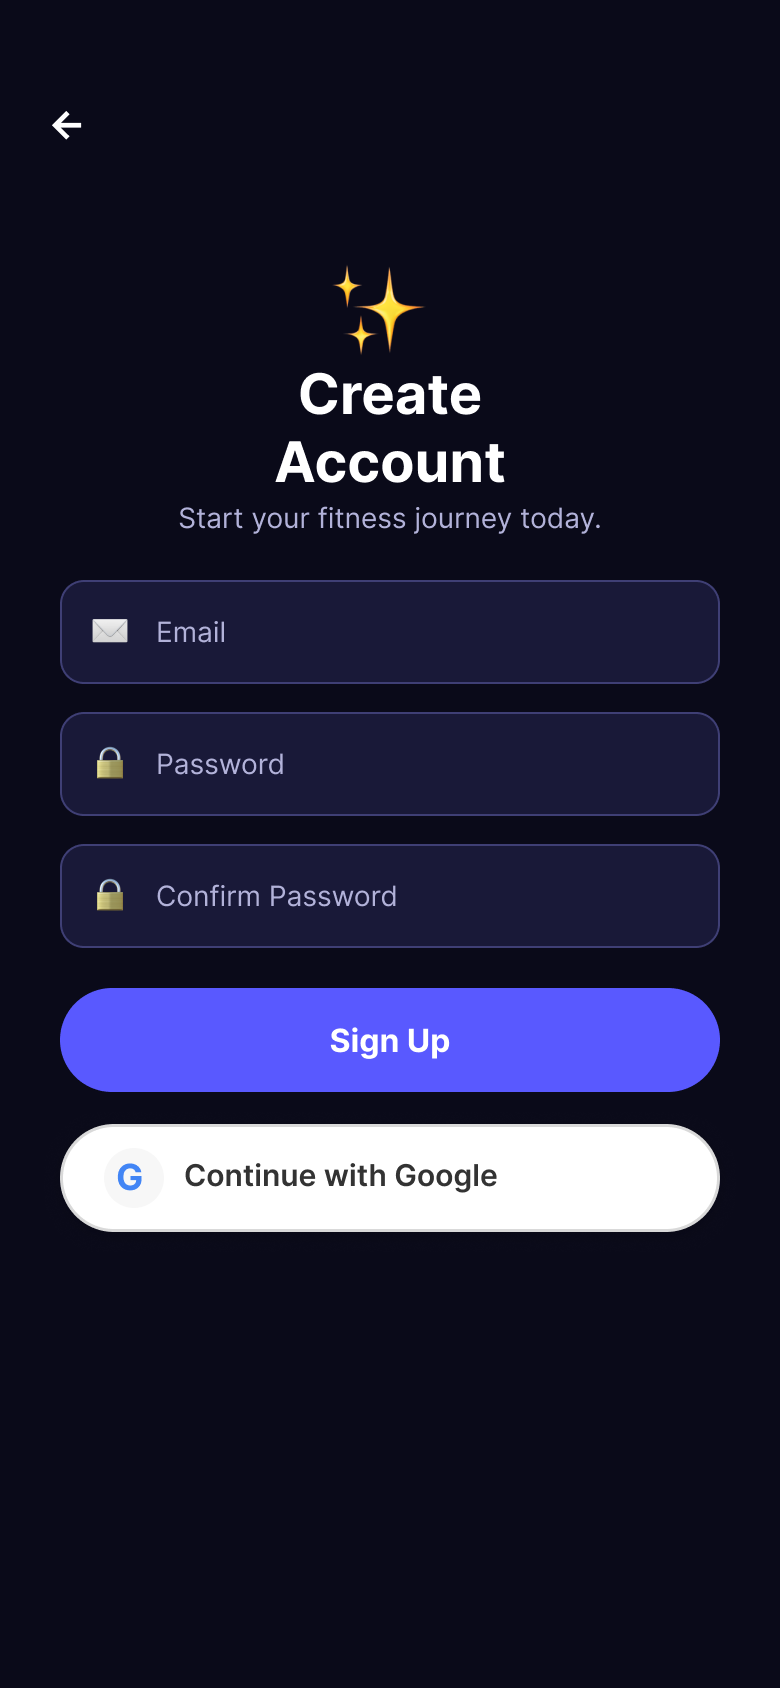 Create
Account
Start your fitness journey today.
Email
Password
Confirm Password
Sign Up
G Continue with Google